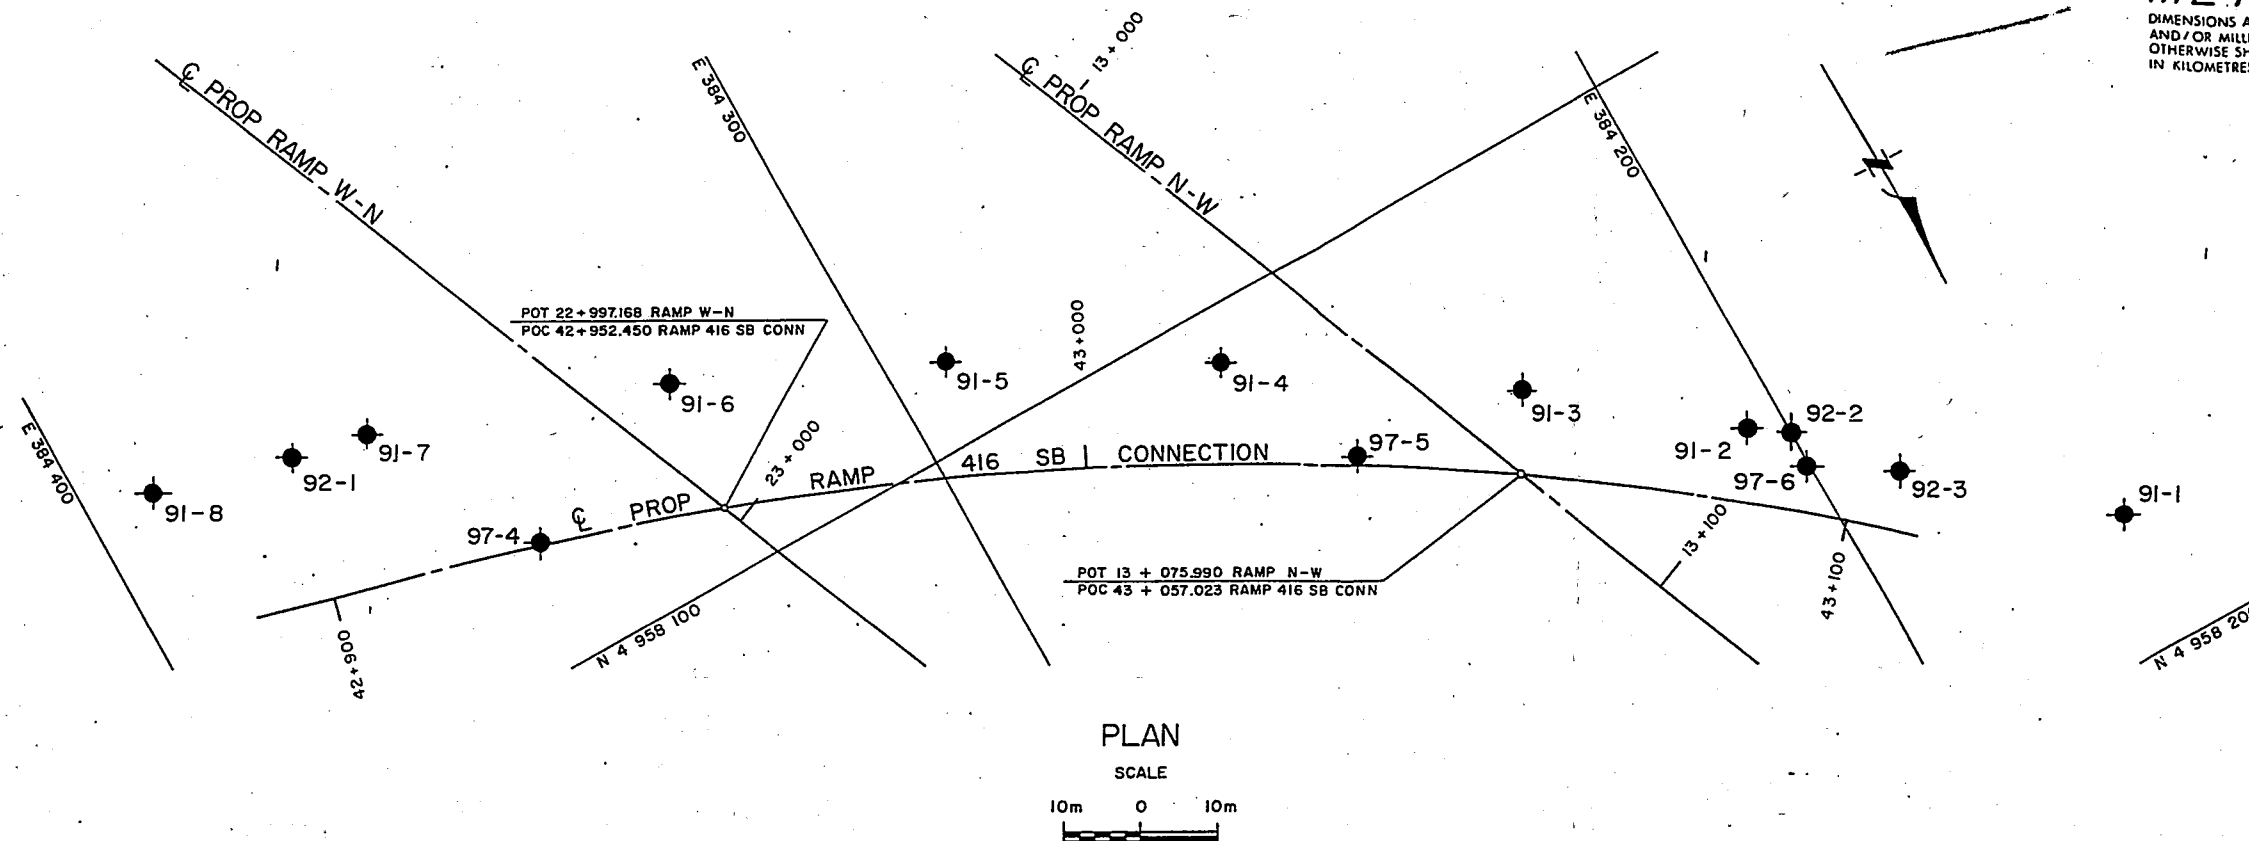 DIMENSIONS A
AND/OR MILL
OTHERWISE SH
IN KILOMETRES
℄ PROP RAMP W-N
E 384 300
℄ PROP RAMP N-W
13+000
E 384 200
POT 22+997.168 RAMP W-N
POC 42+952.450 RAMP 416 SB CONN
43+000
91-5
91-4
91-6
91-3
92-2
91-2
97-5
E 384 400
91-7
92-1
91-8
23+000
97-4
℄ PROP RAMP 416 SB CONNECTION
97-6
92-3
91-1
13+100
43+100
POT 13 + 075.990 RAMP N-W
POC 43 + 057.023 RAMP 416 SB CONN
42+900
N 4 958 100
N 4 958 20
PLAN
SCALE
10m 0 10m